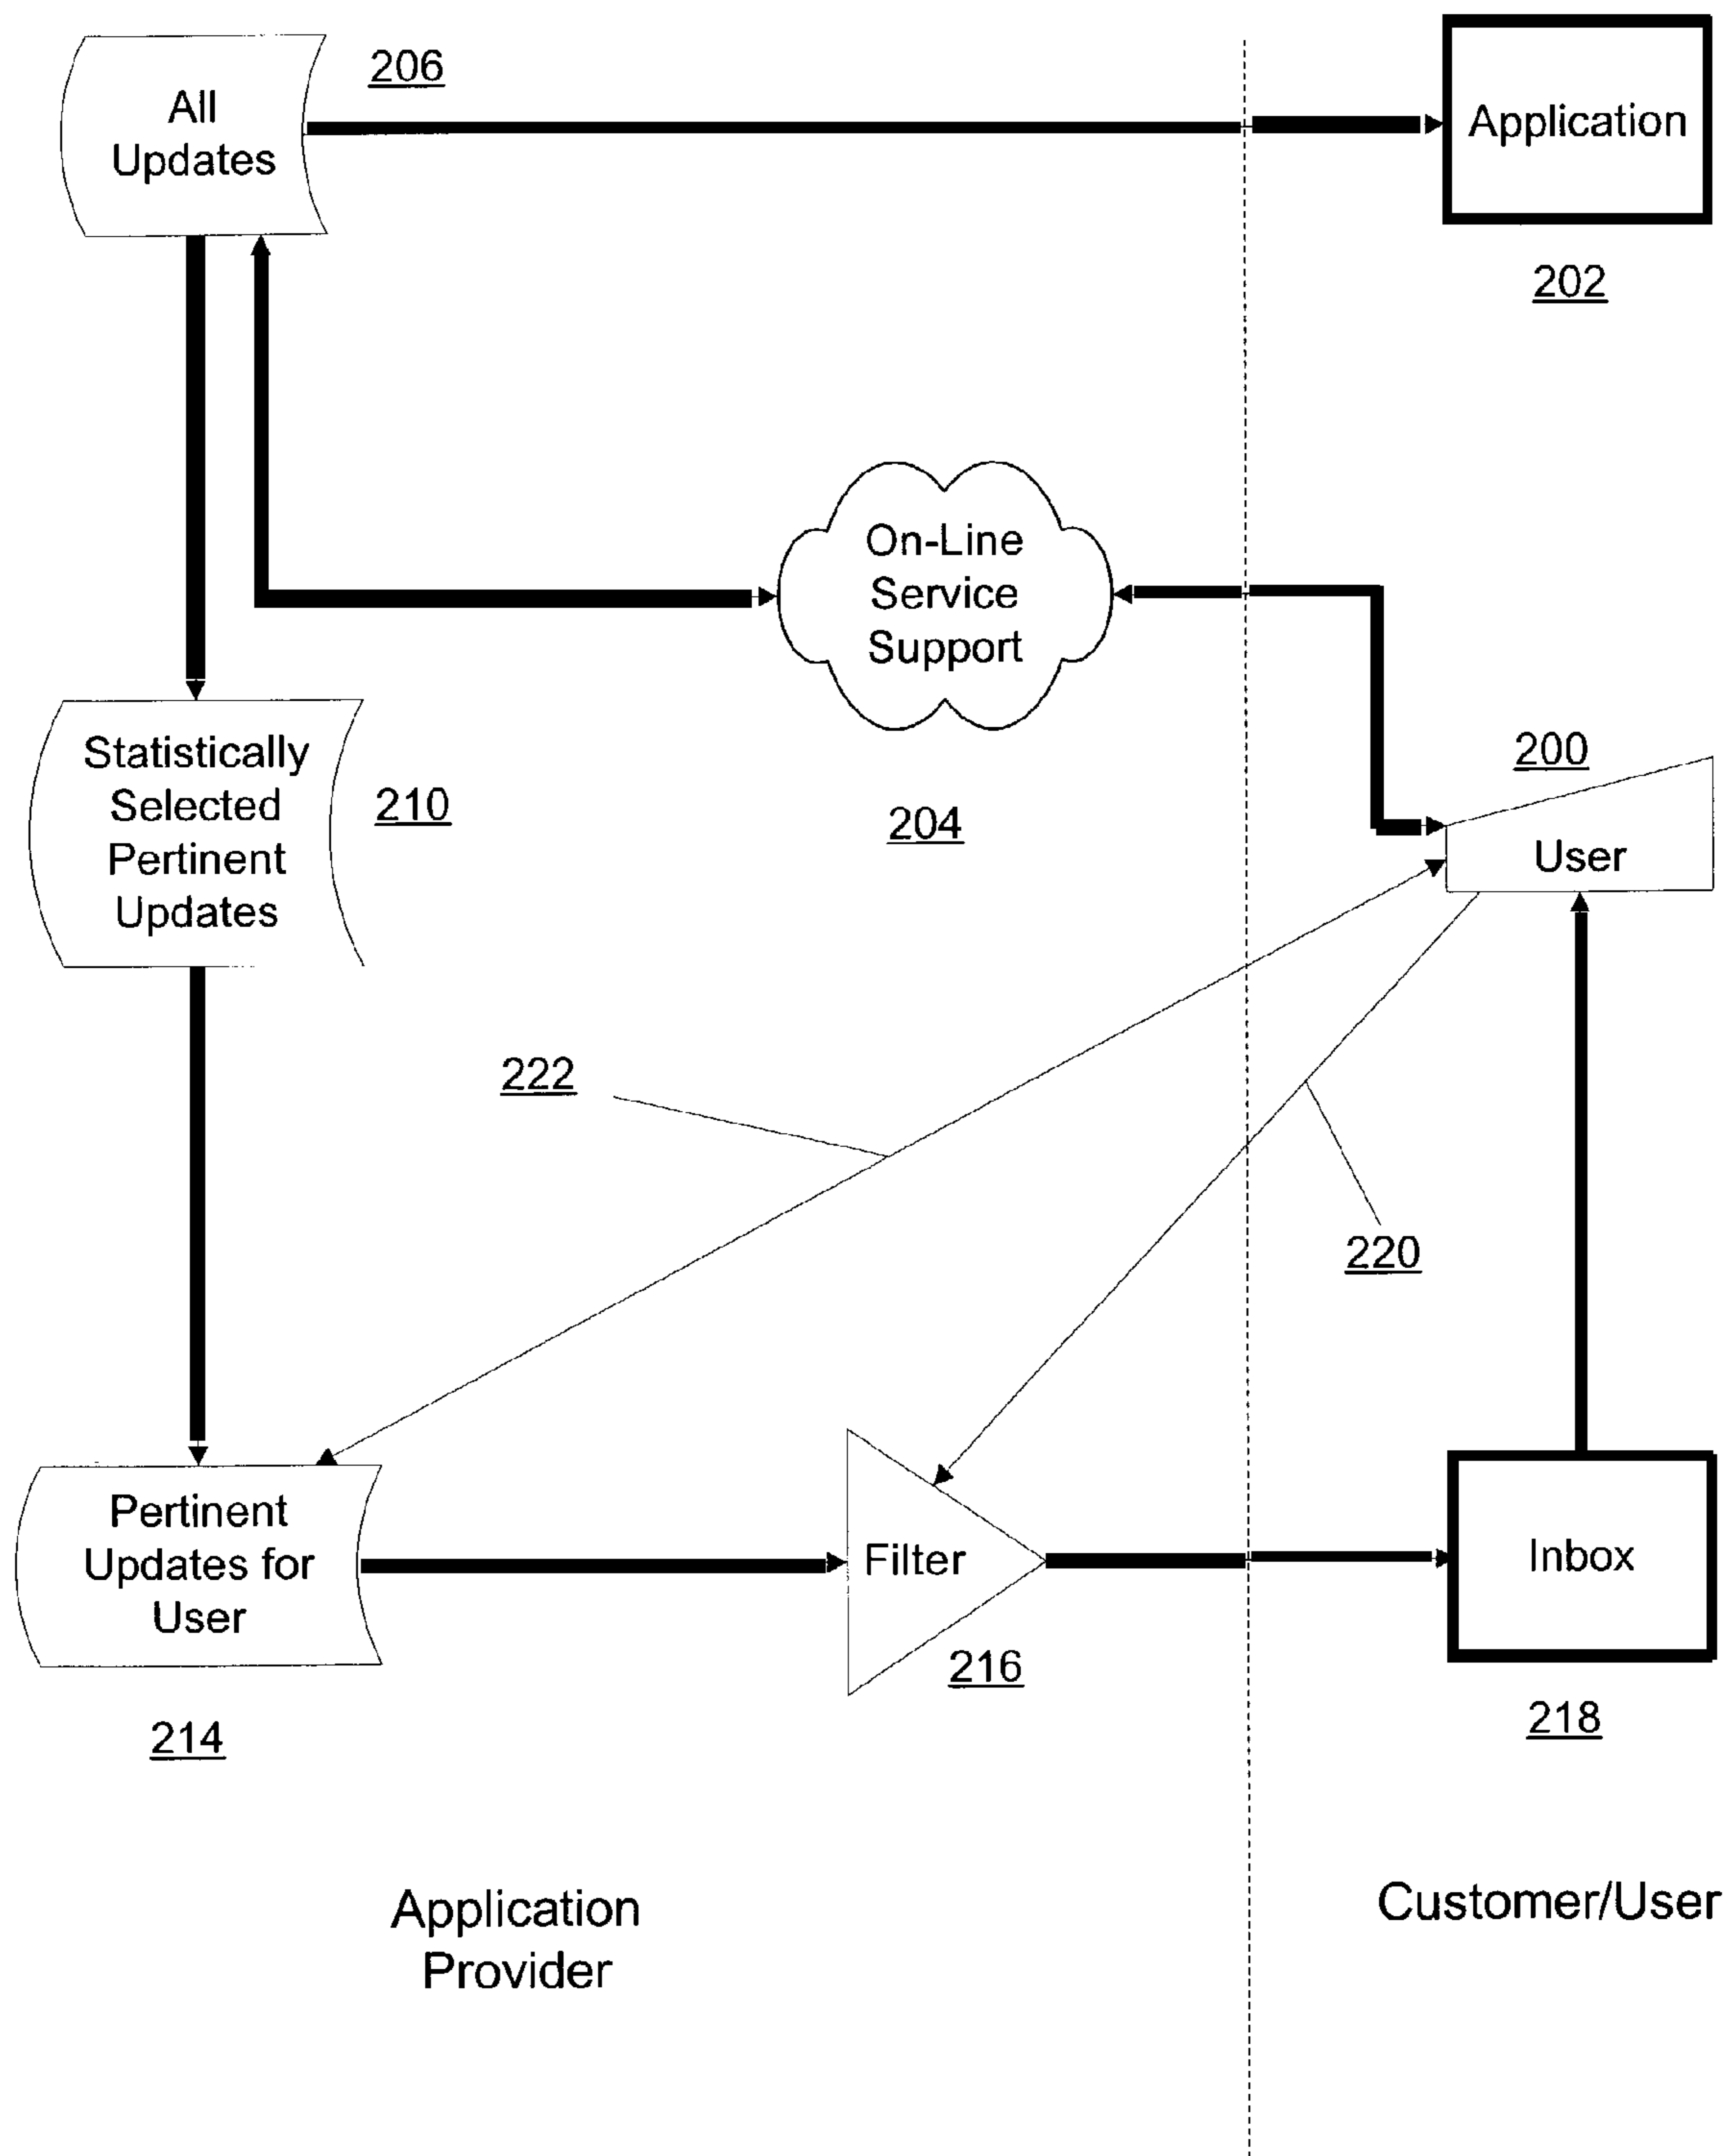 All
Updates
206
Application
202
On-Line
Service
Support
204
Statistically
Selected
Pertinent
Updates
210
200
User
222
220
Pertinent
Updates for
User
214
Filter
216
Inbox
218
Application
Provider
Customer/User